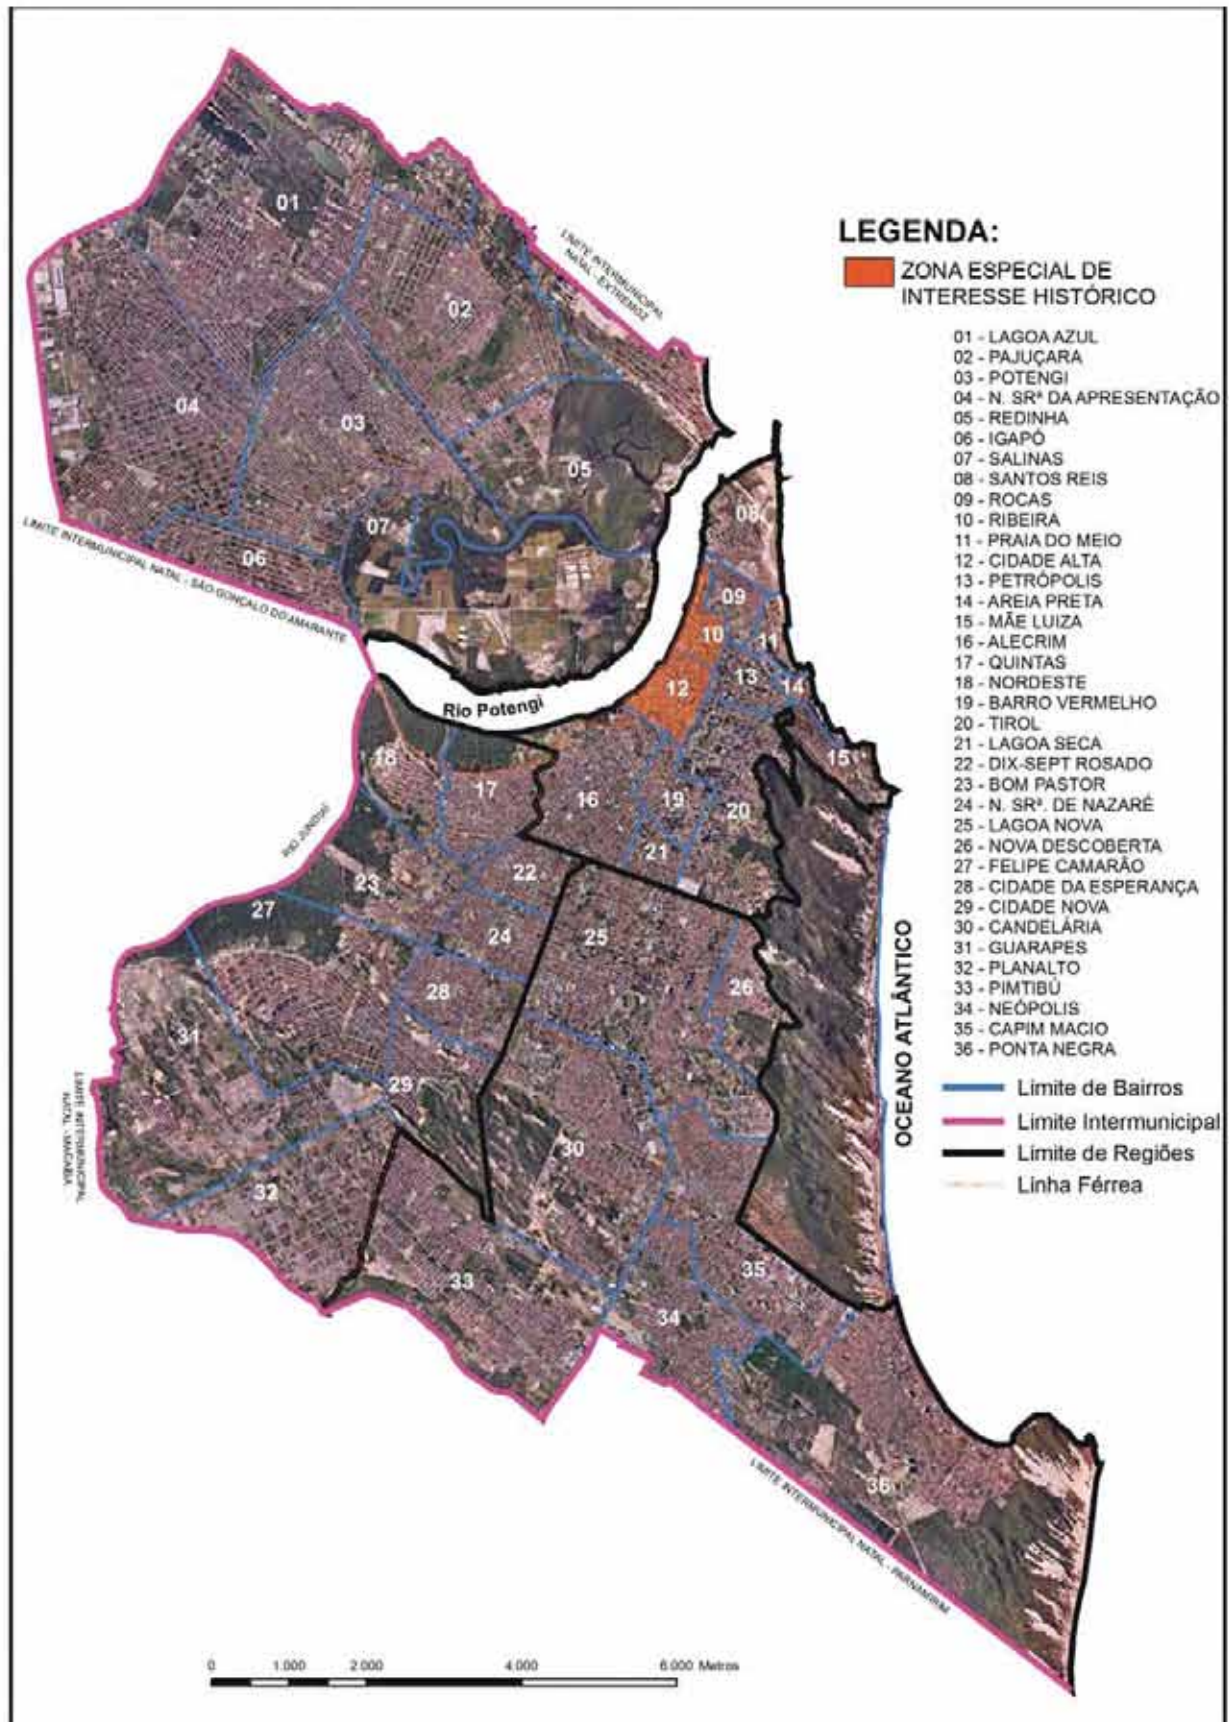 LEGENDA:
ZONA ESPECIAL DE
INTERESSE HISTÓRICO
01 - LAGOA AZUL
02 - PAJUÇARA
03 - POTENGI
04 - N. SRª DA APRESENTAÇÃO
05 - REDINHA
06 - IGAPÓ
07 - SALINAS
08 - SANTOS REIS
09 - ROCAS
10 - RIBEIRA
11 - PRAIA DO MEIO
12 - CIDADE ALTA
13 - PETRÓPOLIS
14 - AREIA PRETA
15 - MÃE LUIZA
16 - ALECRIM
17 - QUINTAS
18 - NORDESTE
19 - BARRO VERMELHO
20 - TIROL
21 - LAGOA SECA
22 - DIX-SEPT ROSADO
23 - BOM PASTOR
24 - N. SRª. DE NAZARÉ
25 - LAGOA NOVA
26 - NOVA DESCOBERTA
27 - FELIPE CAMARÃO
28 - CIDADE DA ESPERANÇA
29 - CIDADE NOVA
30 - CANDELÁRIA
31 - GUARAPES
32 - PLANALTO
33 - PIMTIBÚ
34 - NEÓPOLIS
35 - CAPIM MACIO
36 - PONTA NEGRA
Limite de Bairros
Limite Intermunicipal
Limite de Regiões
Linha Férrea
LIMITE INTERMUNICIPAL
NATAL - EXTREMOZ
01
02
03
04
05
06
07
08
LIMITE INTERMUNICIPAL NATAL - SÃO GONÇALO DO AMARANTE
09
10
11
12
13
14
Rio Potengi
15
16
17
18
19
20
21
RIO JUNDIAÍ
22
23
24
25
26
27
28
29
30
31
OCEANO ATLÂNTICO
LIMITE INTERMUNICIPAL
NATAL - MACAÍBA
32
33
34
35
36
LIMITE INTERMUNICIPAL NATAL - PARNAMIRIM
0 1.000 2.000 4.000 6.000 Metros